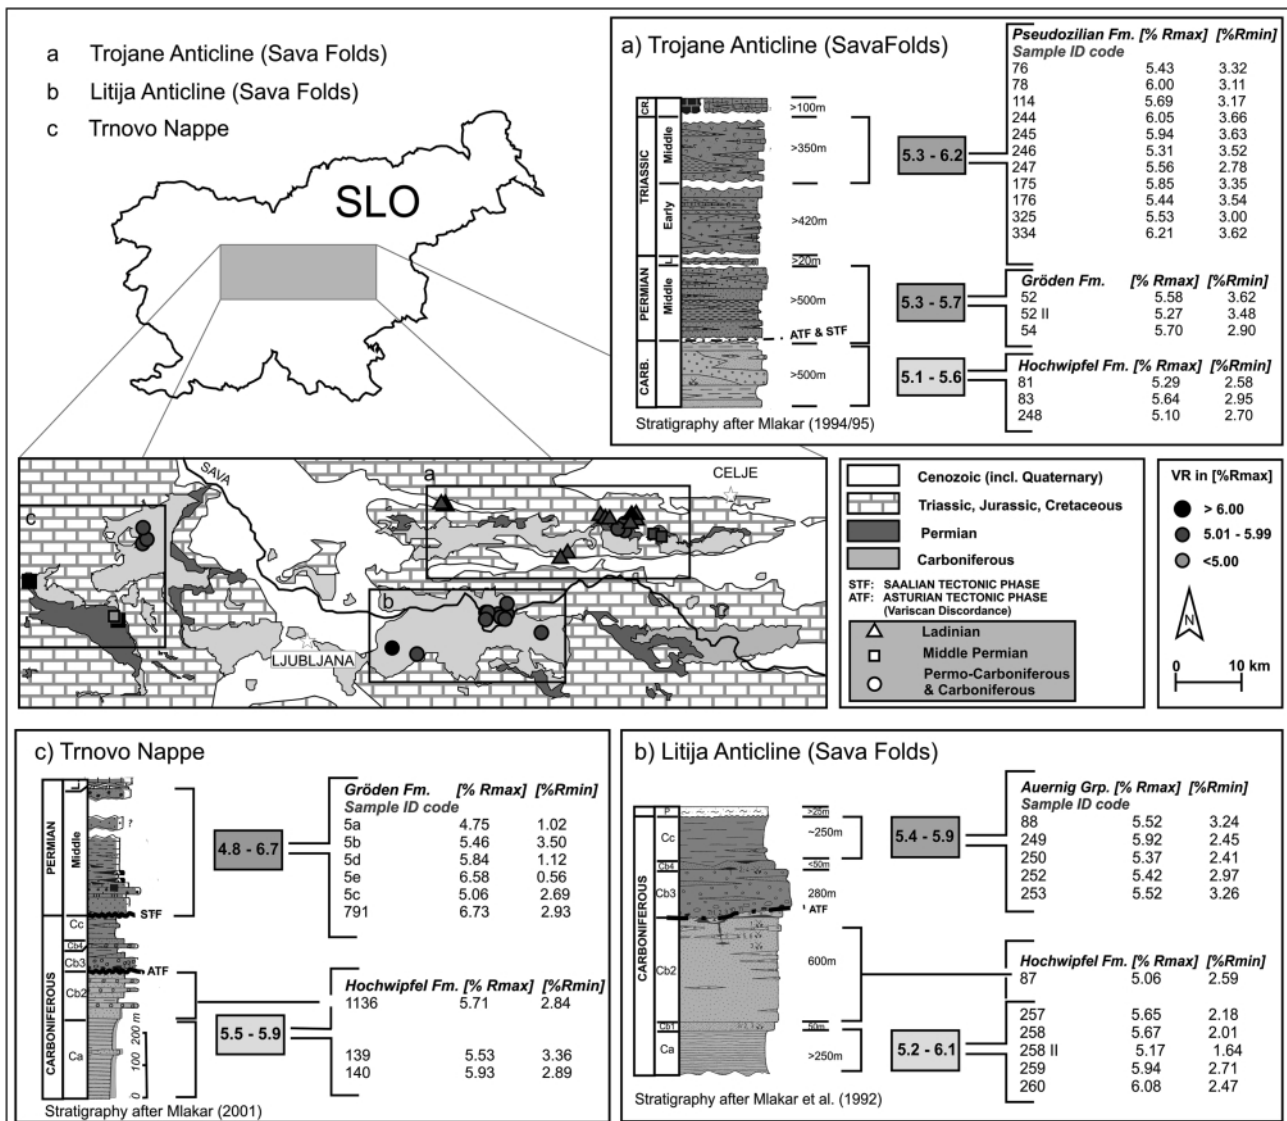 a Trojane Anticline (Sava Folds)
b Litija Anticline (Sava Folds)
c Trnovo Nappe
SLO
a) Trojane Anticline (SavaFolds)
CR.
TRIASSIC
Middle
Early
PERMIAN
L.
Middle
CARB.
>100m
>350m
>420m
>20m
>500m
ATF & STF
>500m
Stratigraphy after Mlakar (1994/95)
5.3 - 6.2
5.3 - 5.7
5.1 - 5.6
Pseudozilian Fm. [% Rmax] [%Rmin]
Sample ID code
76 5.43 3.32
78 6.00 3.11
114 5.69 3.17
244 6.05 3.66
245 5.94 3.63
246 5.31 3.52
247 5.56 2.78
175 5.85 3.35
176 5.44 3.54
325 5.53 3.00
334 6.21 3.62
Gröden Fm. [% Rmax] [%Rmin]
52 5.58 3.62
52 II 5.27 3.48
54 5.70 2.90
Hochwipfel Fm. [% Rmax] [%Rmin]
81 5.29 2.58
83 5.64 2.95
248 5.10 2.70
SAVA
CELJE
LJUBLJANA
a
b
c
Cenozoic (incl. Quaternary)
Triassic, Jurassic, Cretaceous
Permian
Carboniferous
STF: SAALIAN TECTONIC PHASE
ATF: ASTURIAN TECTONIC PHASE
(Variscan Discordance)
Ladinian
Middle Permian
Permo-Carboniferous
& Carboniferous
VR in [%Rmax]
> 6.00
5.01 - 5.99
<5.00
N
0 10 km
c) Trnovo Nappe
PERMIAN
L.
Middle
?
STF
CARBONIFEROUS
Cc
Cb4
Cb3
ATF
Cb2
Ca
200 m
100
0
Stratigraphy after Mlakar (2001)
4.8 - 6.7
5.5 - 5.9
Gröden Fm. [% Rmax] [%Rmin]
Sample ID code
5a 4.75 1.02
5b 5.46 3.50
5d 5.84 1.12
5e 6.58 0.56
5c 5.06 2.69
791 6.73 2.93
Hochwipfel Fm. [% Rmax] [%Rmin]
1136 5.71 2.84
139 5.53 3.36
140 5.93 2.89
b) Litija Anticline (Sava Folds)
P
CARBONIFEROUS
Cc
Cb4
Cb3
Cb2
Cb1
Ca
>25m
~250m
<50m
280m
ATF
600m
50m
>250m
Stratigraphy after Mlakar et al. (1992)
5.4 - 5.9
5.2 - 6.1
Auernig Grp. [% Rmax] [%Rmin]
Sample ID code
88 5.52 3.24
249 5.92 2.45
250 5.37 2.41
252 5.42 2.97
253 5.52 3.26
Hochwipfel Fm. [% Rmax] [%Rmin]
87 5.06 2.59
257 5.65 2.18
258 5.67 2.01
258 II 5.17 1.64
259 5.94 2.71
260 6.08 2.47